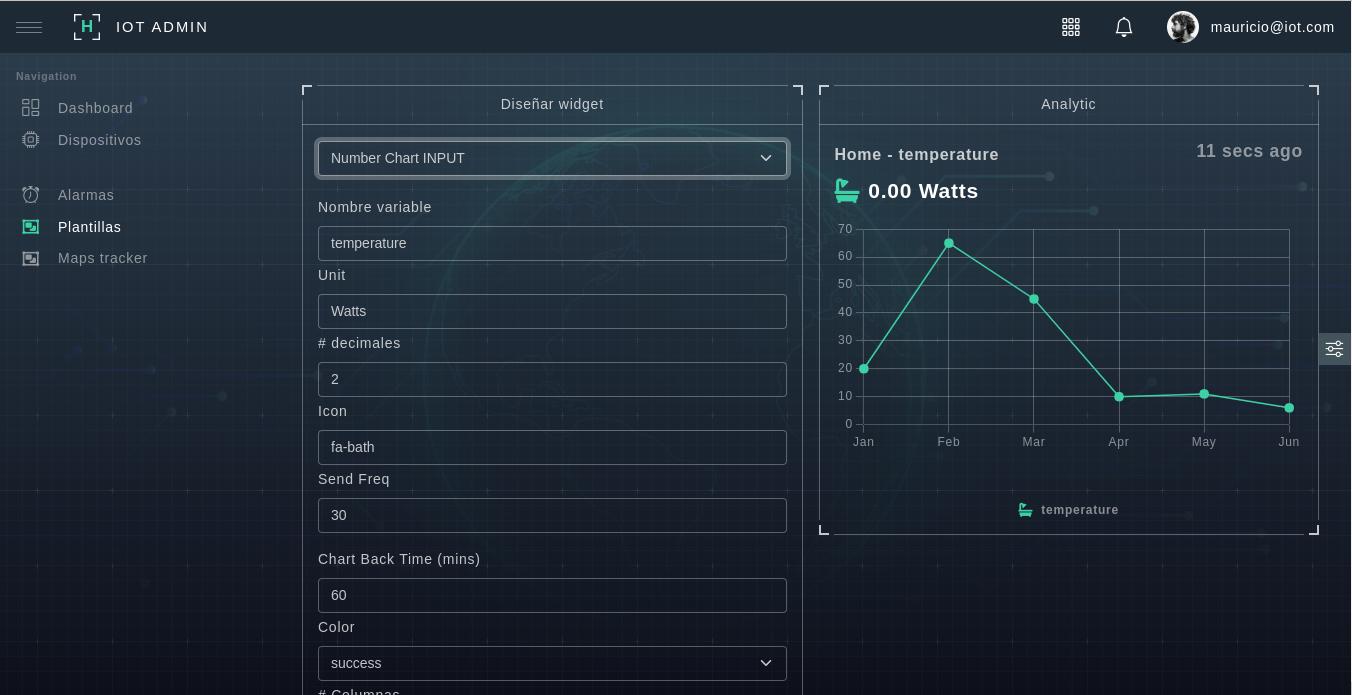 H IOT ADMIN
mauricio@iot.com
Navigation
Dashboard
Dispositivos
Alarmas
Plantillas
Maps tracker
Diseñar widget
Number Chart INPUT
Nombre variable
temperature
Unit
Watts
# decimales
2
Icon
fa-bath
Send Freq
30
Chart Back Time (mins)
60
Color
success
# Columnas
Analytic
Home - temperature
11 secs ago
0.00 Watts
70
60
50
40
30
20
10
0
Jan Feb Mar Apr May Jun
temperature